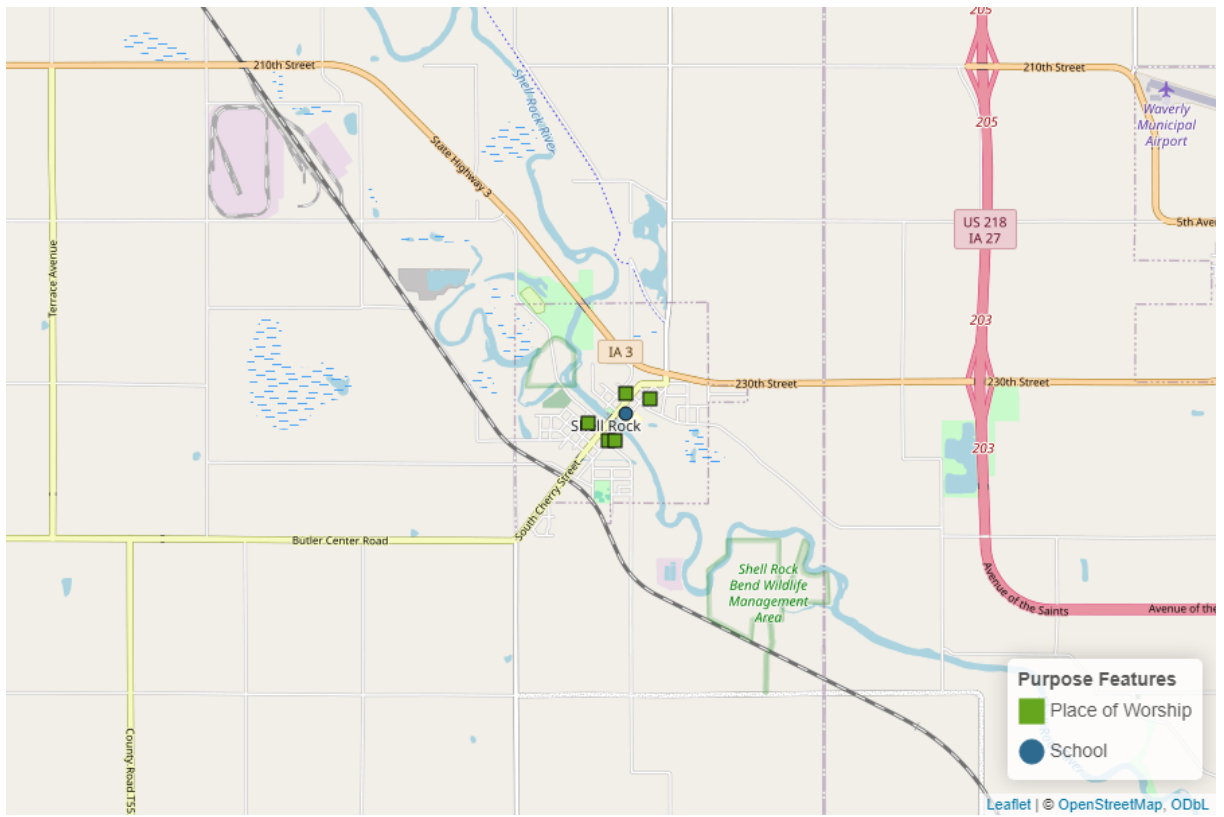 205
210th Street
210th Street
Shell Rock River
205
Waverly
Municipal
Airport
State Highway 3
US 218
IA 27
5th Aven
Terrace Avenue
203
IA 3
230th Street
230th Street
Shell Rock
203
South Cherry Street
Butler Center Road
Shell Rock
Bend Wildlife
Management
Area
Avenue of the Saints
Avenue of the
County Road T55
Purpose Features
Place of Worship
School
Leaflet | © OpenStreetMap, ODbL